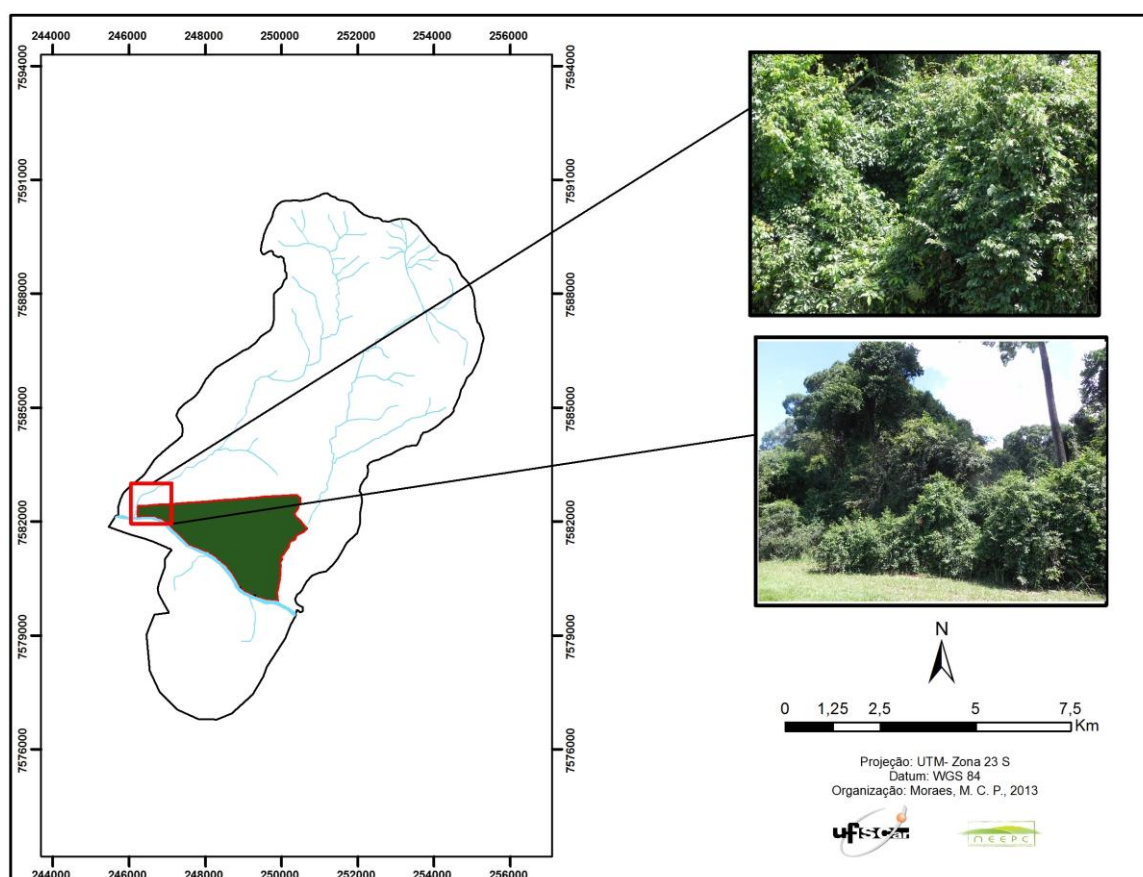 244000 246000 248000 250000 252000 254000 256000
7594000 7594000
7591000 7591000
7588000 7588000
7585000 7585000
7582000 7582000
7579000 7579000
7576000 7576000
244000 246000 248000 250000 252000 254000 256000
N
0 1,25 2,5 5 7,5
Km
Projeção: UTM- Zona 23 S
Datum: WGS 84
Organização: Moraes, M. C. P., 2013
ufscar
NEEPC